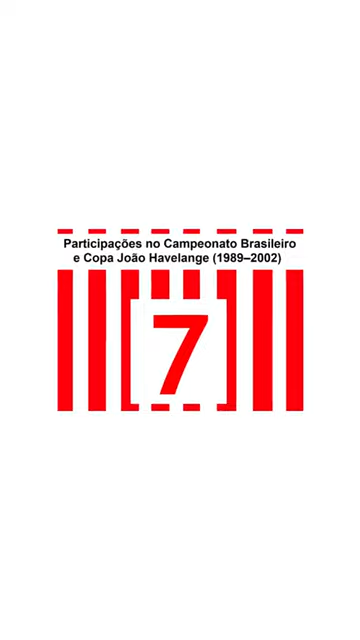 Participações no Campeonato Brasileiro
e Copa João Havelange (1989–2002)
7